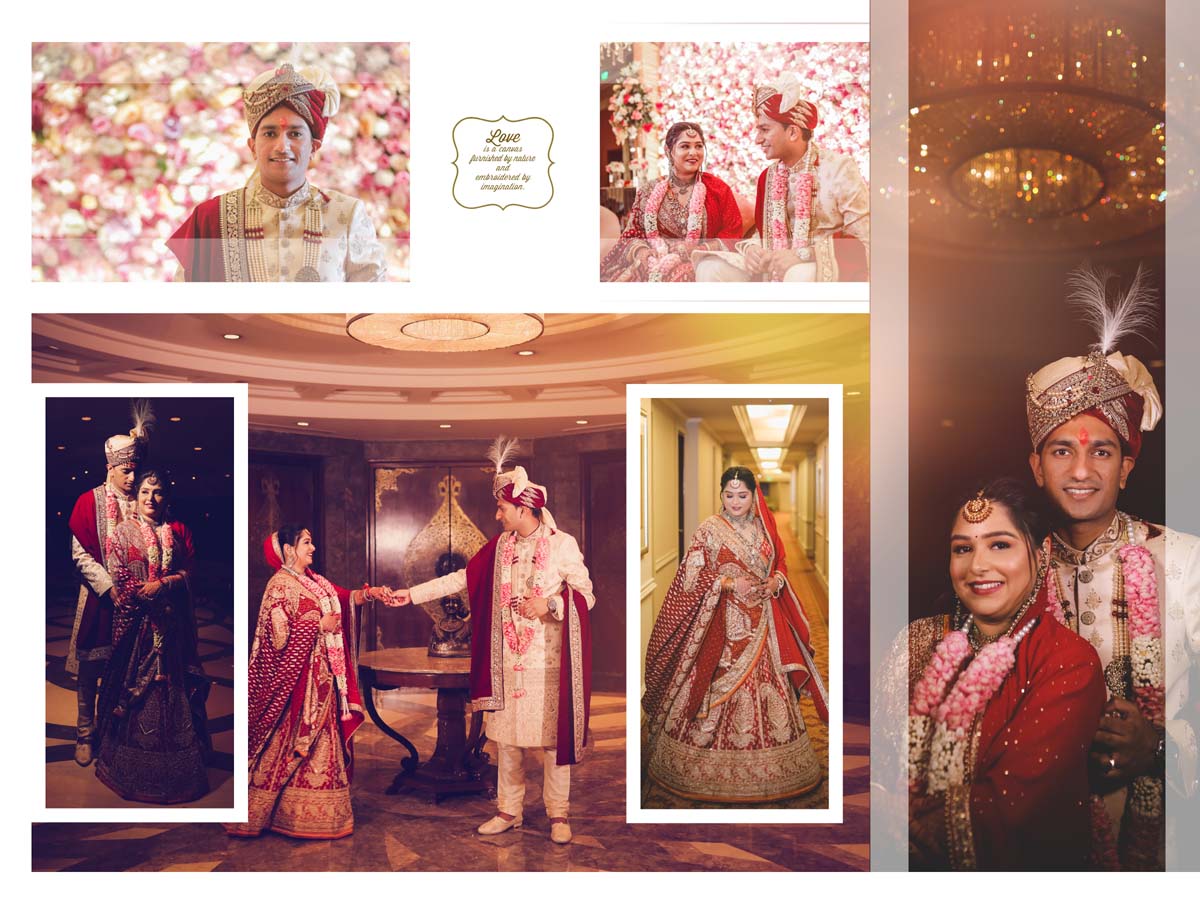 Love
is a canvas
furnished by nature
and
embroidered by
imagination.